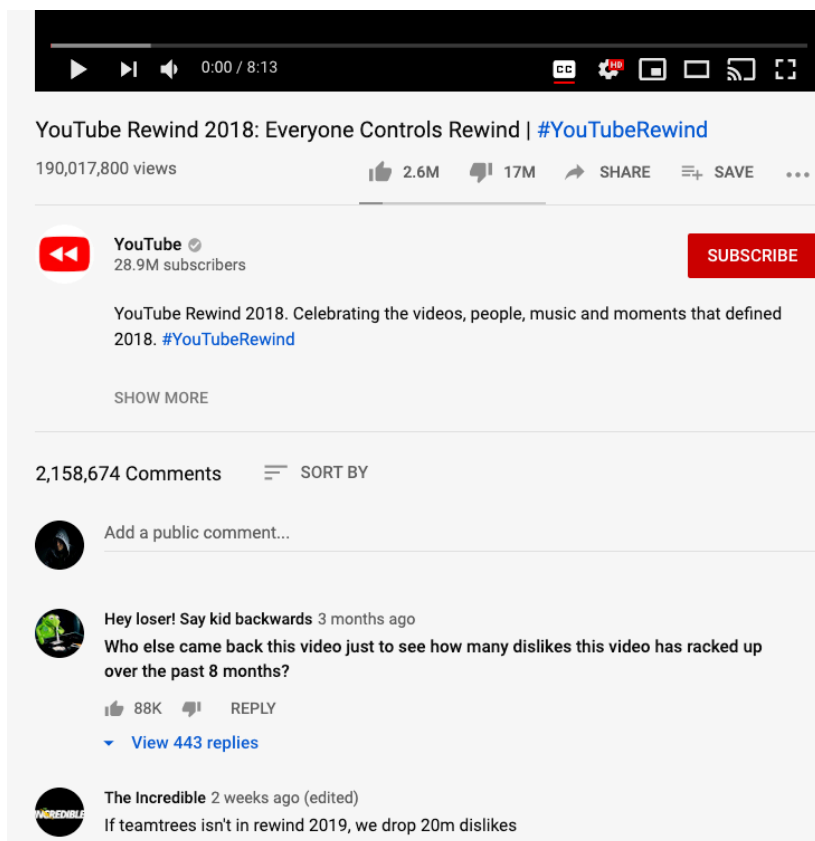 0:00 / 8:13
CC
HD
YouTube Rewind 2018: Everyone Controls Rewind | #YouTubeRewind
190,017,800 views
2.6M
17M
SHARE
SAVE
YouTube
28.9M subscribers
SUBSCRIBE
YouTube Rewind 2018. Celebrating the videos, people, music and moments that defined
2018. #YouTubeRewind
SHOW MORE
2,158,674 Comments
SORT BY
Add a public comment...
Hey loser! Say kid backwards 3 months ago
Who else came back this video just to see how many dislikes this video has racked up
over the past 8 months?
88K
REPLY
View 443 replies
INCREDIBLE
The Incredible 2 weeks ago (edited)
If teamtrees isn't in rewind 2019, we drop 20m dislikes